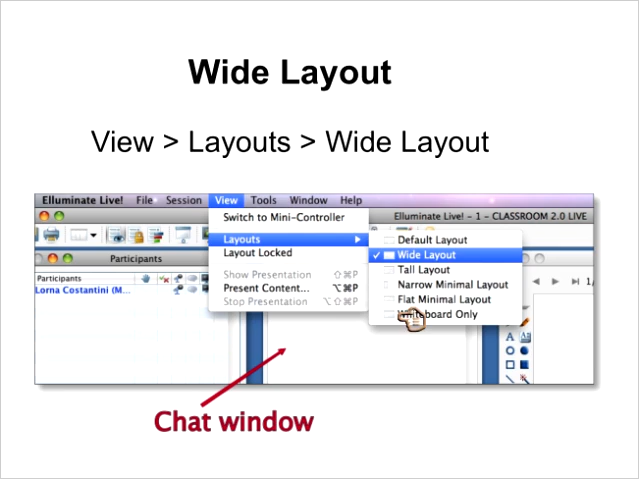 Wide Layout
View > Layouts > Wide Layout
Elluminate Live! File Session View Tools Window Help
Switch to Mini-Controller
Elluminate Live! - 1 - CLASSROOM 2.0 LIVE
Layouts
Default Layout
Layout Locked
✓ Wide Layout
Participants
Tall Layout
Participants
Show Presentation ⇧⌘P
Narrow Minimal Layout
1/
Lorna Costantini (M...
Present Content... ⌥⌘P
Flat Minimal Layout
Stop Presentation ⌥⇧⌘P
Whiteboard Only
A A
Chat window